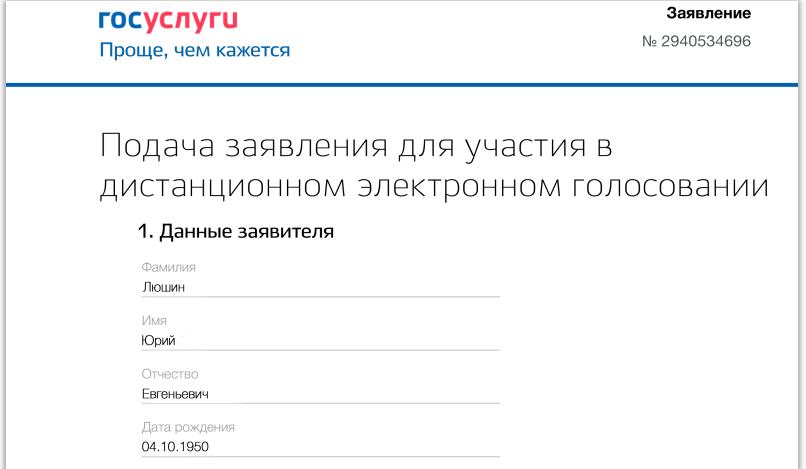 госуслуги
Проще, чем кажется
Заявление
№ 2940534696
Подача заявления для участия в
дистанционном электронном голосовании
1. Данные заявителя
Фамилия
Люшин
Имя
Юрий
Отчество
Евгеньевич
Дата рождения
04.10.1950